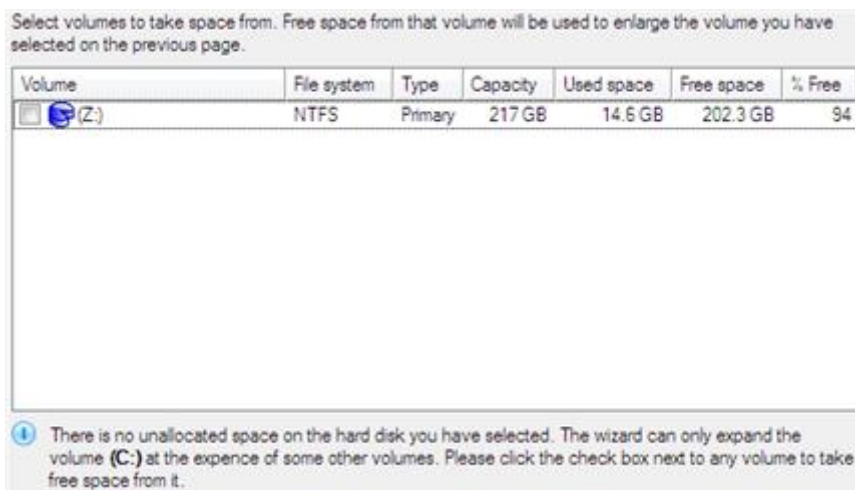 Select volumes to take space from. Free space from that volume will be used to enlarge the volume you have
selected on the previous page.
Volume File system Type Capacity Used space Free space % Free
(Z:) NTFS Primary 217 GB 14.6 GB 202.3 GB 94
There is no unallocated space on the hard disk you have selected. The wizard can only expand the
volume (C:) at the expence of some other volumes. Please click the check box next to any volume to take
free space from it.